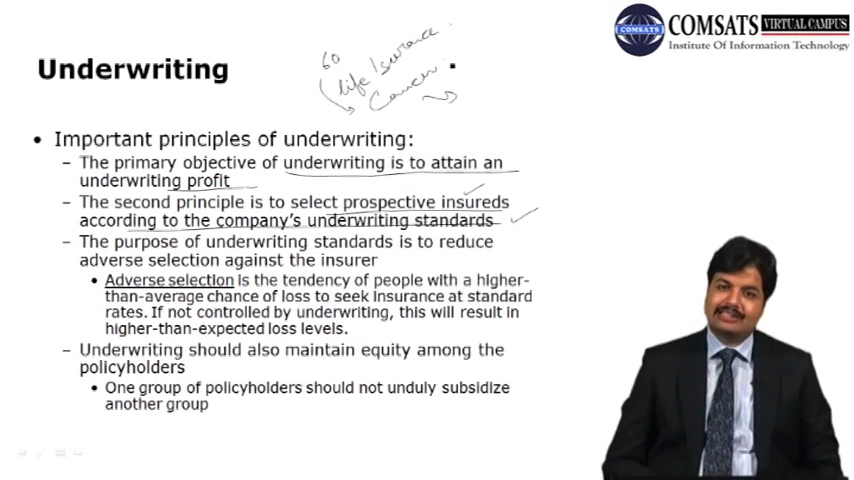 COMSATS VIRTUAL CAMPUS
COMSATS
Institute Of Information Technology
Underwriting
60
life Isurance
Cancer
• Important principles of underwriting:
– The primary objective of underwriting is to attain an
underwriting profit
– The second principle is to select prospective insureds
according to the company's underwriting standards
– The purpose of underwriting standards is to reduce
adverse selection against the insurer
• Adverse selection is the tendency of people with a higher-
than-average chance of loss to seek insurance at standard
rates. If not controlled by underwriting, this will result in
higher-than-expected loss levels.
– Underwriting should also maintain equity among the
policyholders
• One group of policyholders should not unduly subsidize
another group